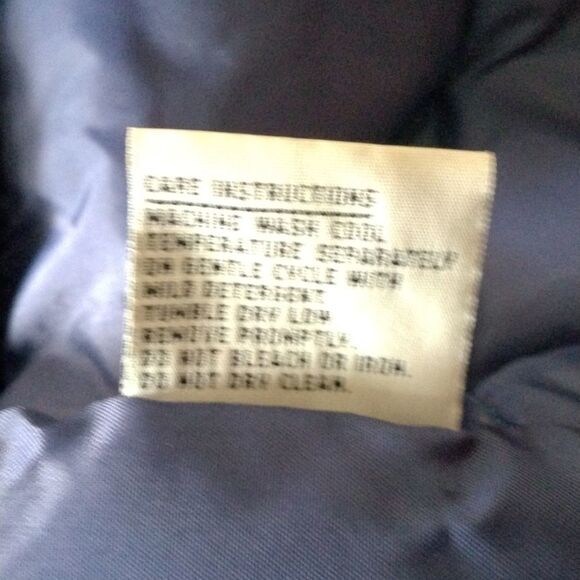 CARE INSTRUCTIONS
MACHINE WASH COOL
TEMPERATURE SEPARATELY
ON GENTLE CYCLE WITH
MILD DETERGENT
TUMBLE DRY LOW
REMOVE PROMPTLY.
DO NOT BLEACH OR IRON.
DO NOT DRY CLEAN.